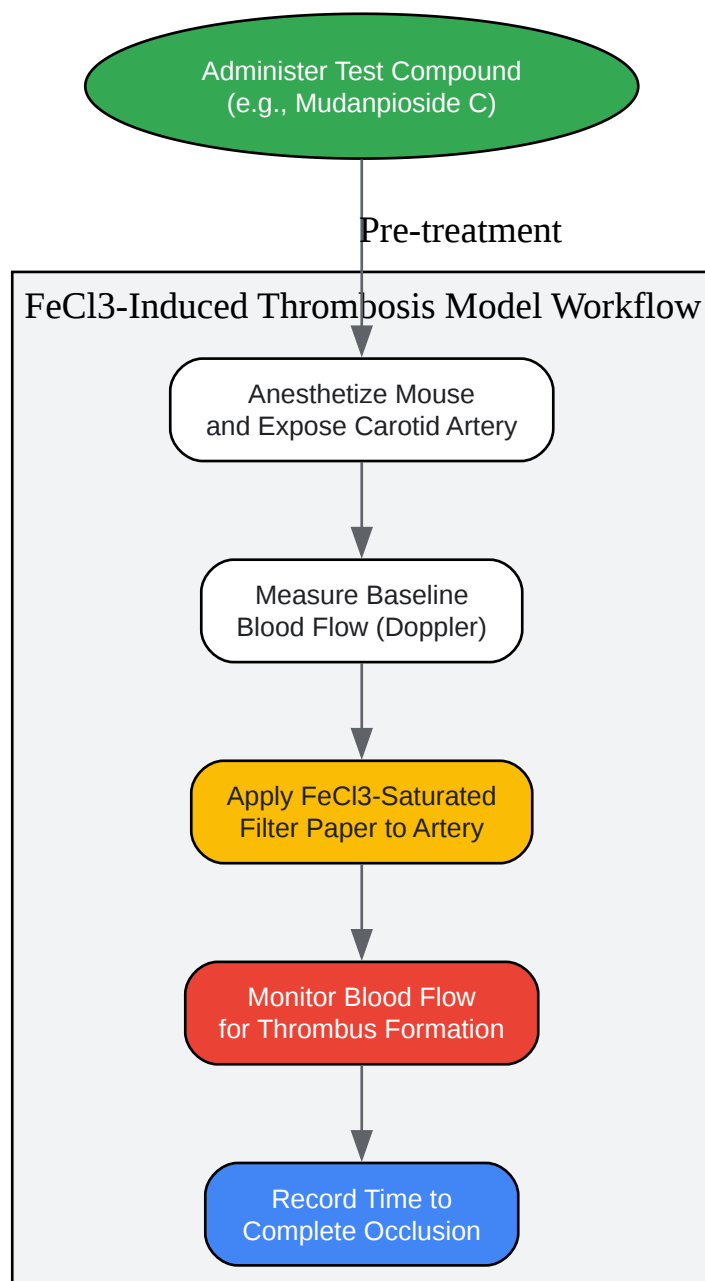 Administer Test Compound
(e.g., Mudanpioside C)
Pre-treatment
FeCl3-Induced Thrombosis Model Workflow
Anesthetize Mouse
and Expose Carotid Artery
Measure Baseline
Blood Flow (Doppler)
Apply FeCl3-Saturated
Filter Paper to Artery
Monitor Blood Flow
for Thrombus Formation
Record Time to
Complete Occlusion